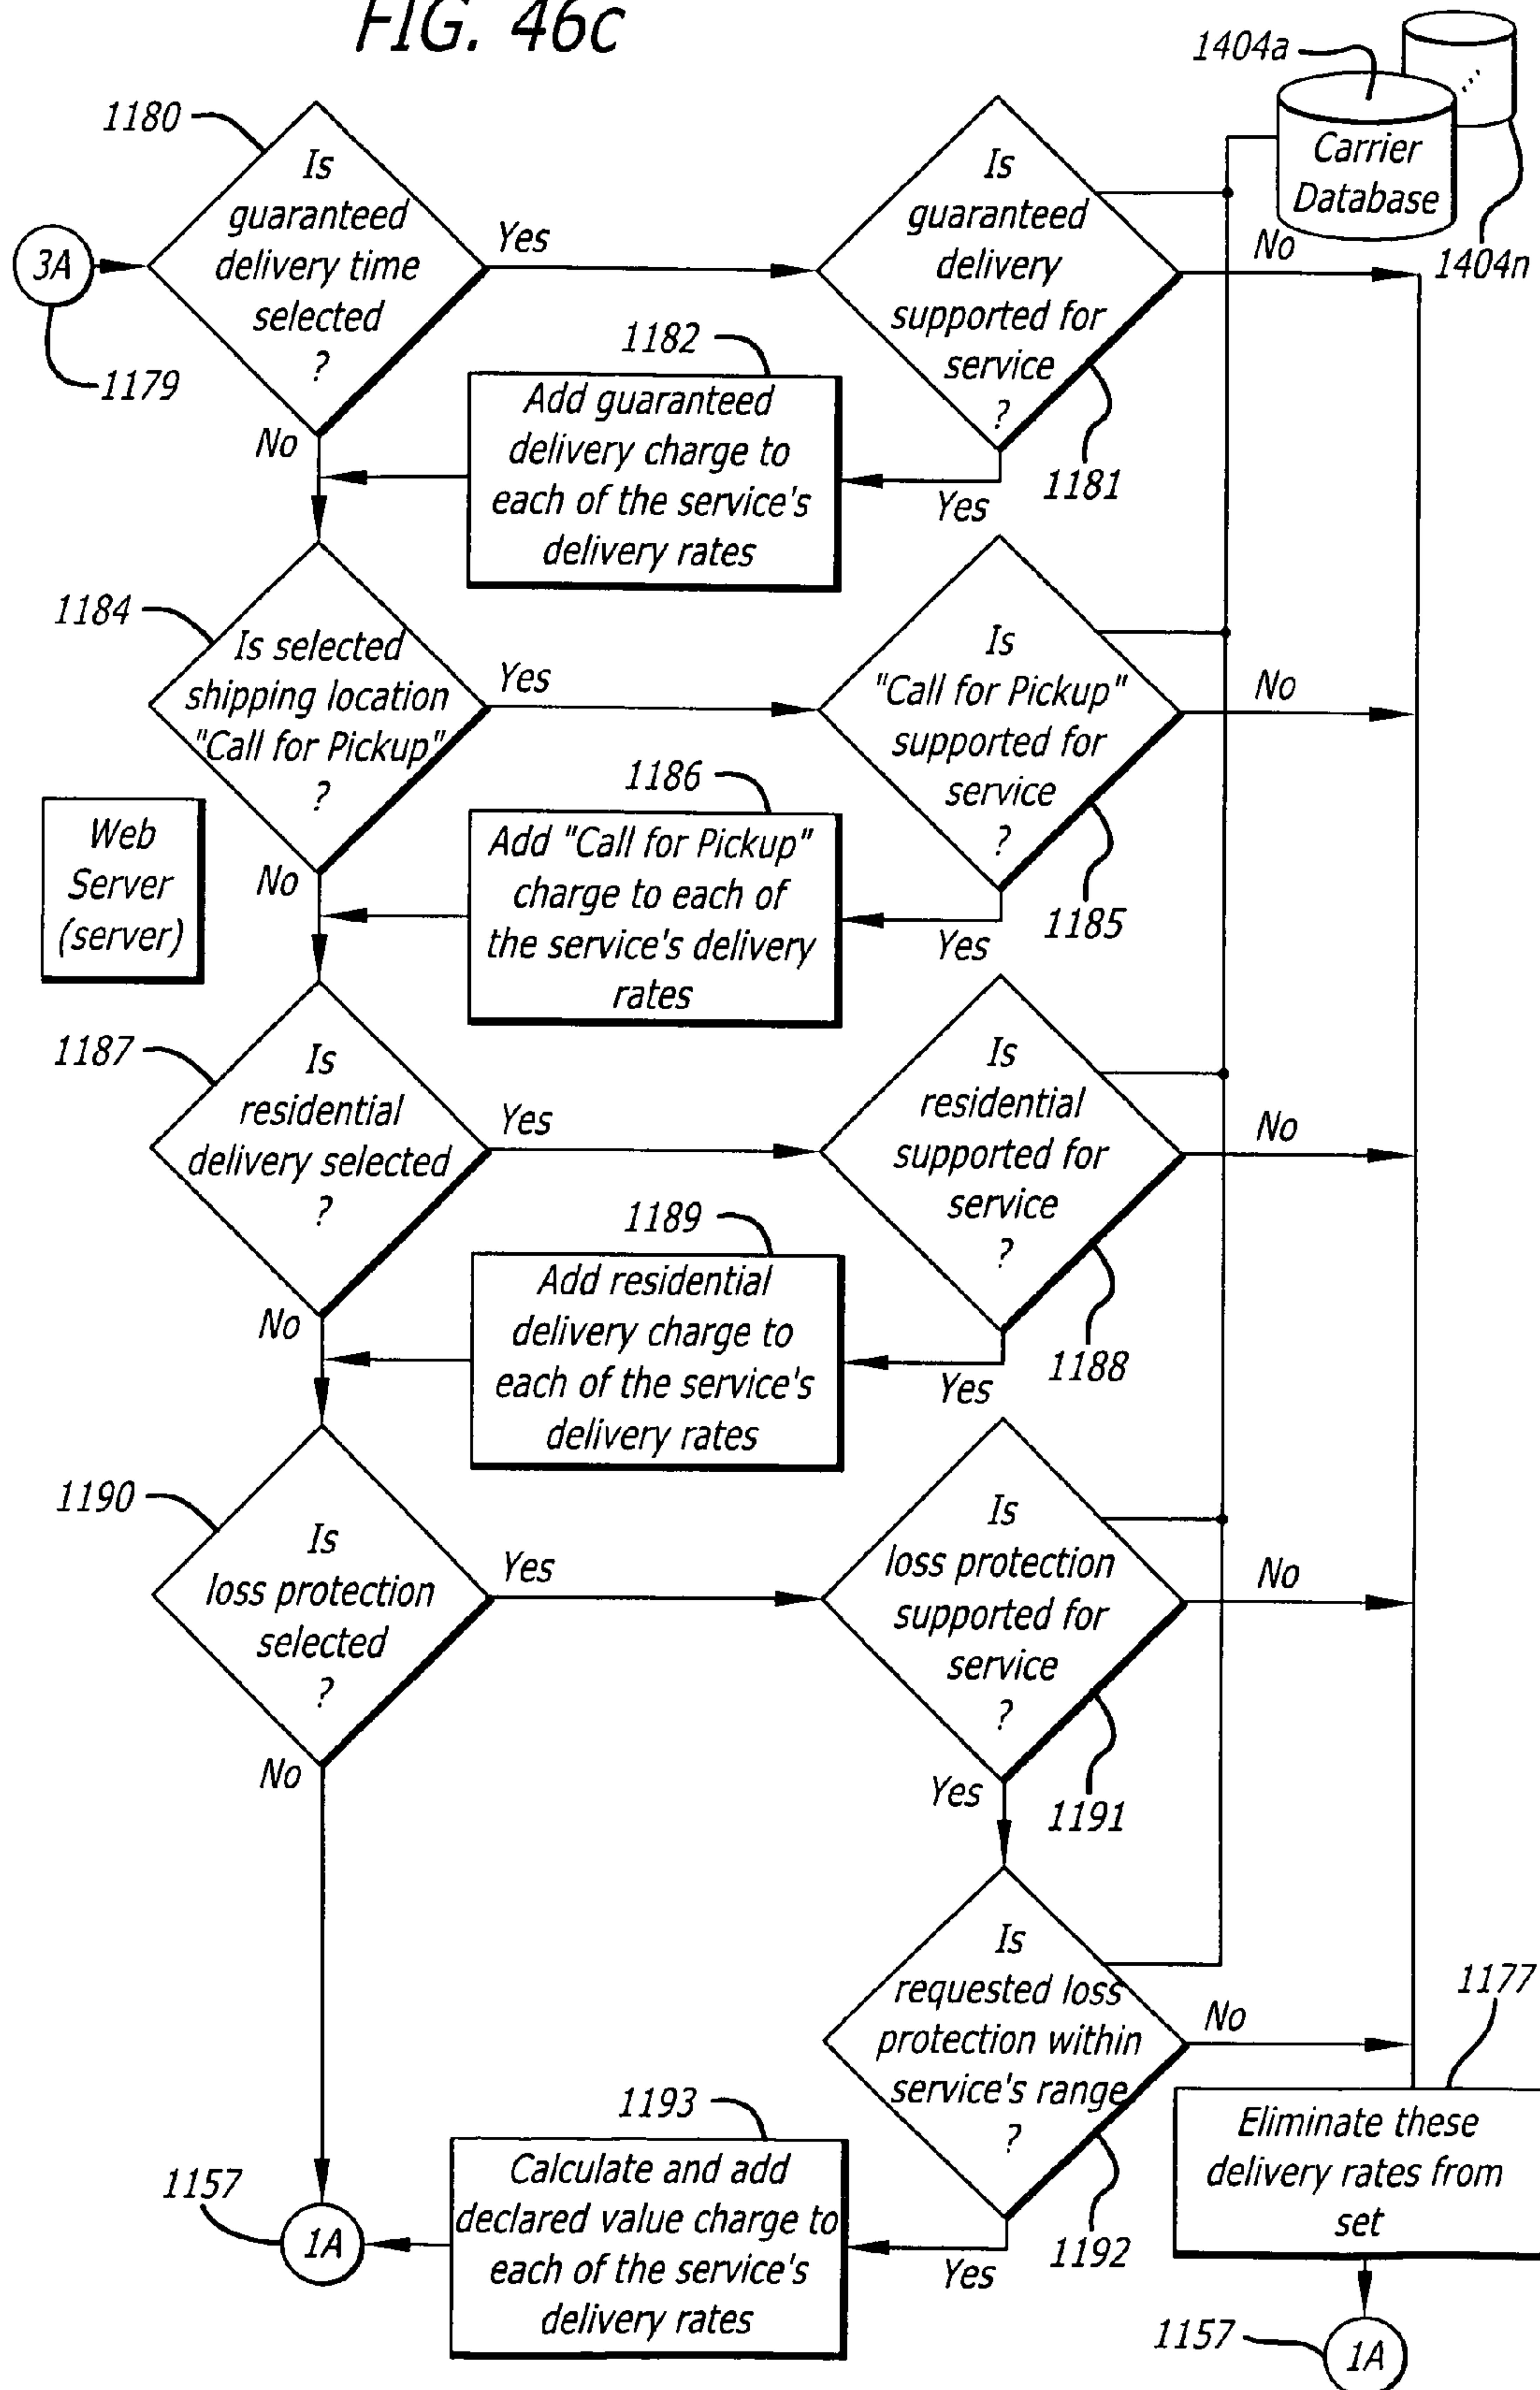 FIG. 46c
1404a
Carrier
Database
1404n
...
1180
Is
guaranteed
delivery time
selected
?
Yes
Is
guaranteed
delivery
supported for
service
?
No
3A
1179
1182
Add guaranteed
delivery charge to
each of the service's
delivery rates
1181
No
Yes
1184
Is selected
shipping location
"Call for Pickup"
?
Yes
Is
"Call for Pickup"
supported for
service
?
No
1186
Add "Call for Pickup"
charge to each of
the service's delivery
rates
1185
Web
Server
(server)
No
Yes
1187
Is
residential
delivery selected
?
Yes
Is
residential
supported for
service
?
No
1189
Add residential
delivery charge to
each of the service's
delivery rates
1188
No
Yes
1190
Is
loss protection
selected
?
Yes
Is
loss protection
supported for
service
?
No
No
Yes
1191
Is
requested loss
protection within
service's range
?
No
1177
Eliminate these
delivery rates from
set
1193
Calculate and add
declared value charge to
each of the service's
delivery rates
Yes
1192
1157
1A
1157
1A